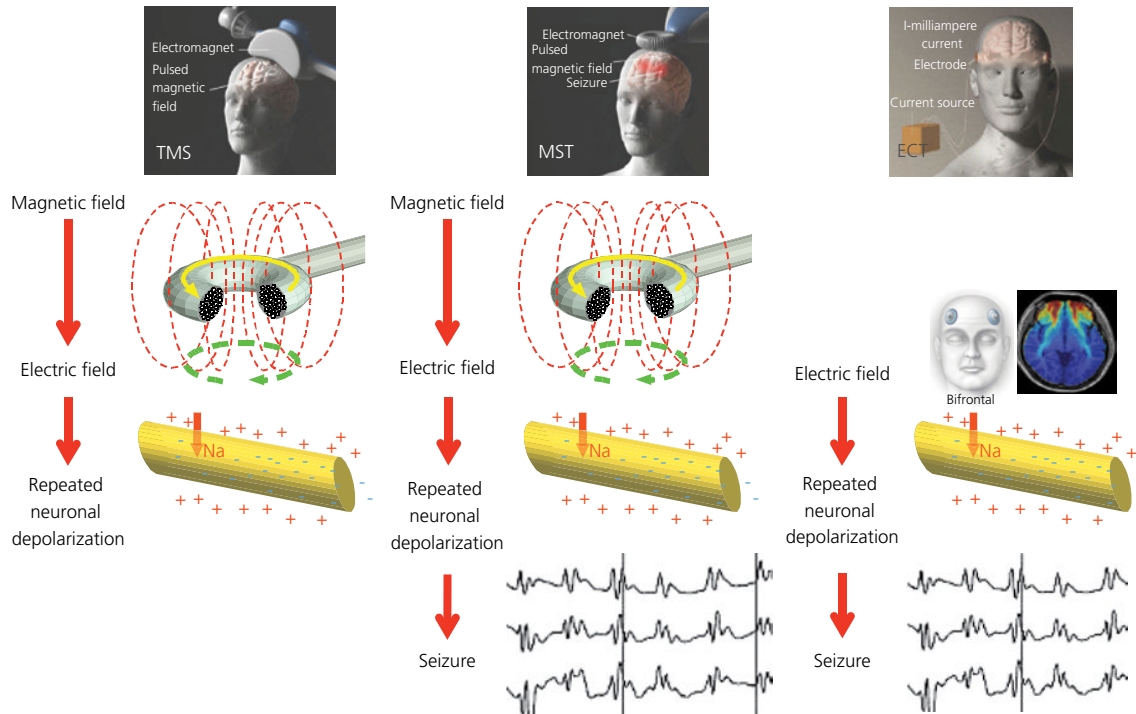 Electromagnet
Pulsed
magnetic
field
TMS
Magnetic field
Electric field
Na
Repeated
neuronal
depolarization
Electromagnet
Pulsed
magnetic field
Seizure
MST
Magnetic field
Electric field
Na
Repeated
neuronal
depolarization
Seizure
I-milliampere
current
Electrode
Current source
ECT
Bifrontal
Electric field
Na
Repeated
neuronal
depolarization
Seizure